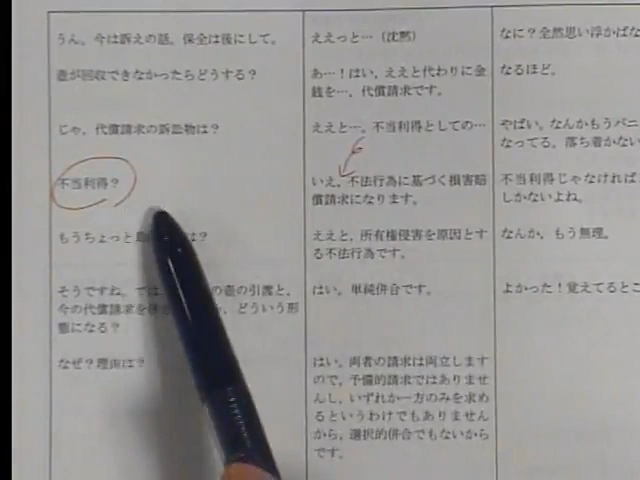 うん。今は訴えの話。保全は後にして。
ええっと…（沈黙）
なに？全然思い浮かばな
壺が回収できなかったらどうする？
あ…！はい、ええと代わりに金
銭を…、代償請求です。
なるほど。
じゃ、代償請求の訴訟物は？
ええと…、不当利得としての…
やばい。なんかもうパニ
なってる。落ち着かない
不当利得？
いえ、不法行為に基づく損害賠
償請求になります。
不当利得じゃなければ
しかないよね。
もうちょっと
は？
ええと、所有権侵害を原因とす
る不法行為です。
なんか、もう無理。
そうですね。では
の壺の引渡と、
今の代償請求を
、どういう形
態になる？
はい。単純併合です。
よかった！覚えてるとこ
なぜ？理由は？
はい。両者の請求は両立します
ので、予備的請求ではありませ
んし、いずれか一方のみを求め
るというわけでもありません
から、選択的併合でもないから
です。